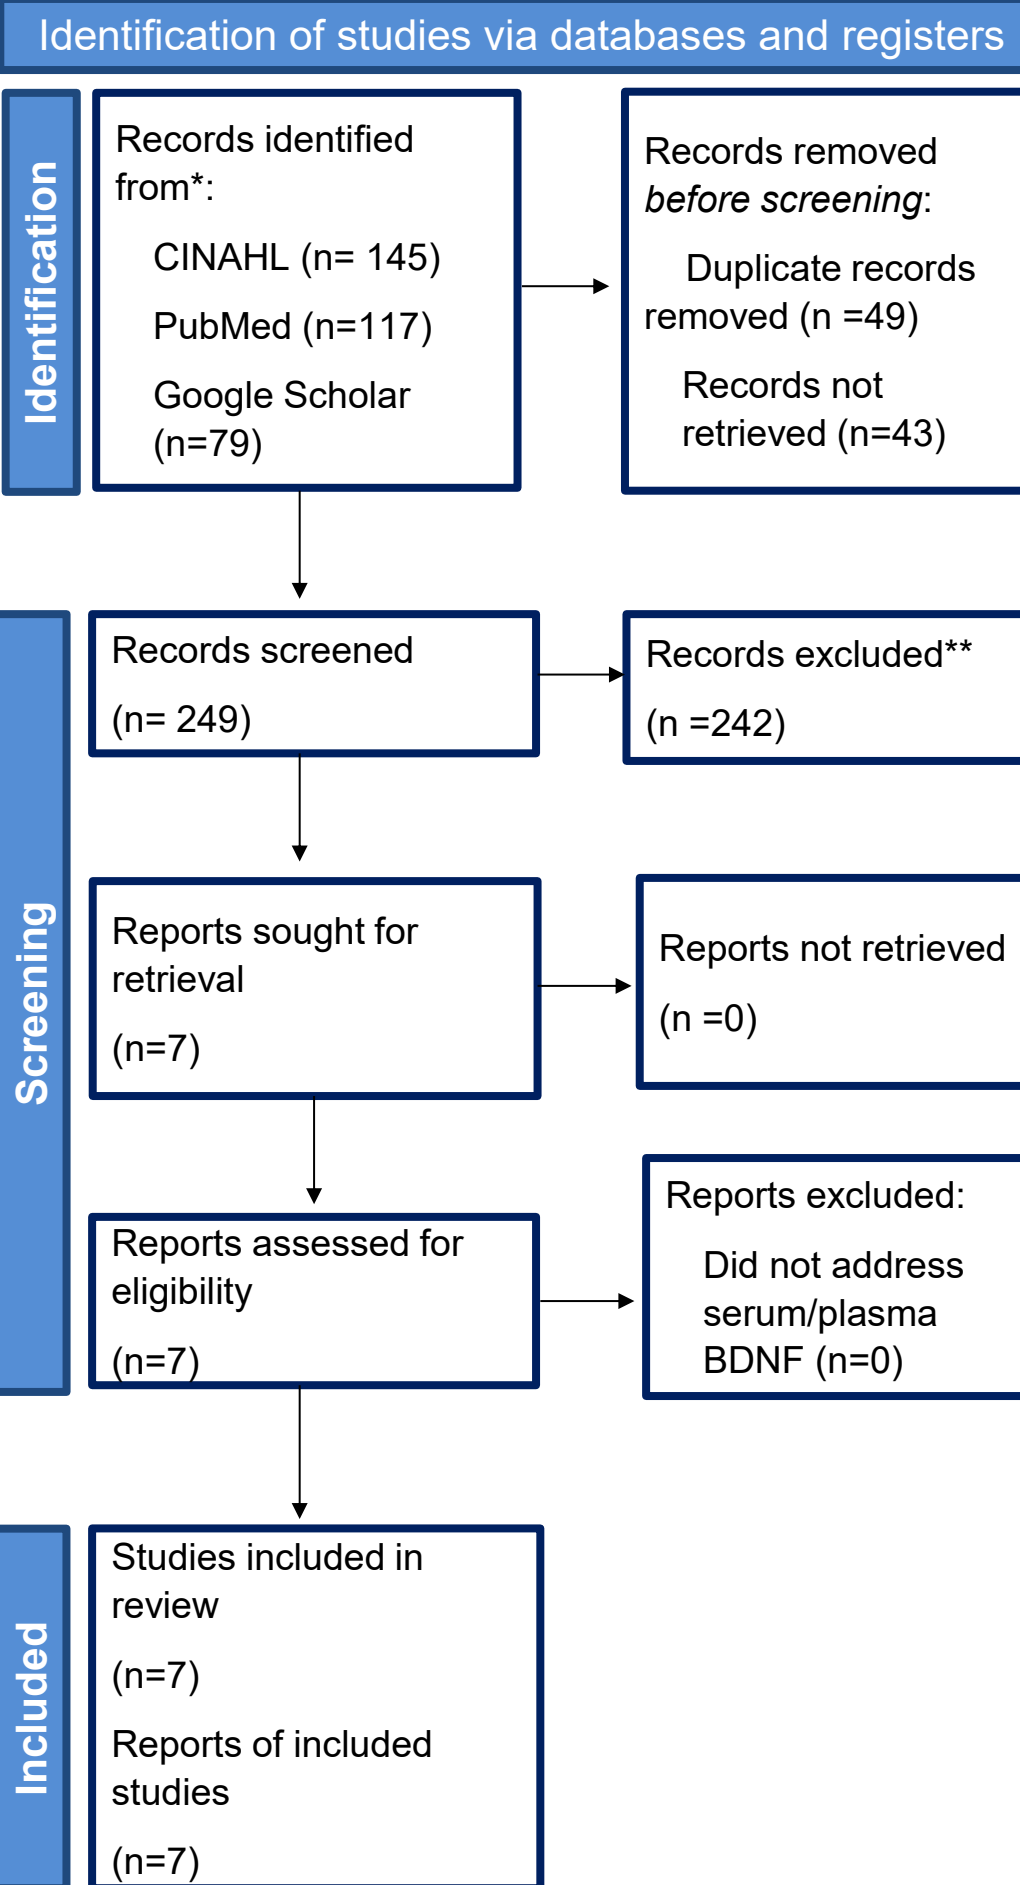 Identification of studies via databases and registers
Identification
Records identified
from*:
CINAHL (n= 145)
PubMed (n=117)
Google Scholar
(n=79)
Records removed
before screening:
Duplicate records
removed (n =49)
Records not
retrieved (n=43)
Screening
Records screened
(n= 249)
Records excluded**
(n =242)
Reports sought for
retrieval
(n=7)
Reports not retrieved
(n =0)
Reports assessed for
eligibility
(n=7)
Reports excluded:
Did not address
serum/plasma
BDNF (n=0)
Included
Studies included in
review
(n=7)
Reports of included
studies
(n=7)